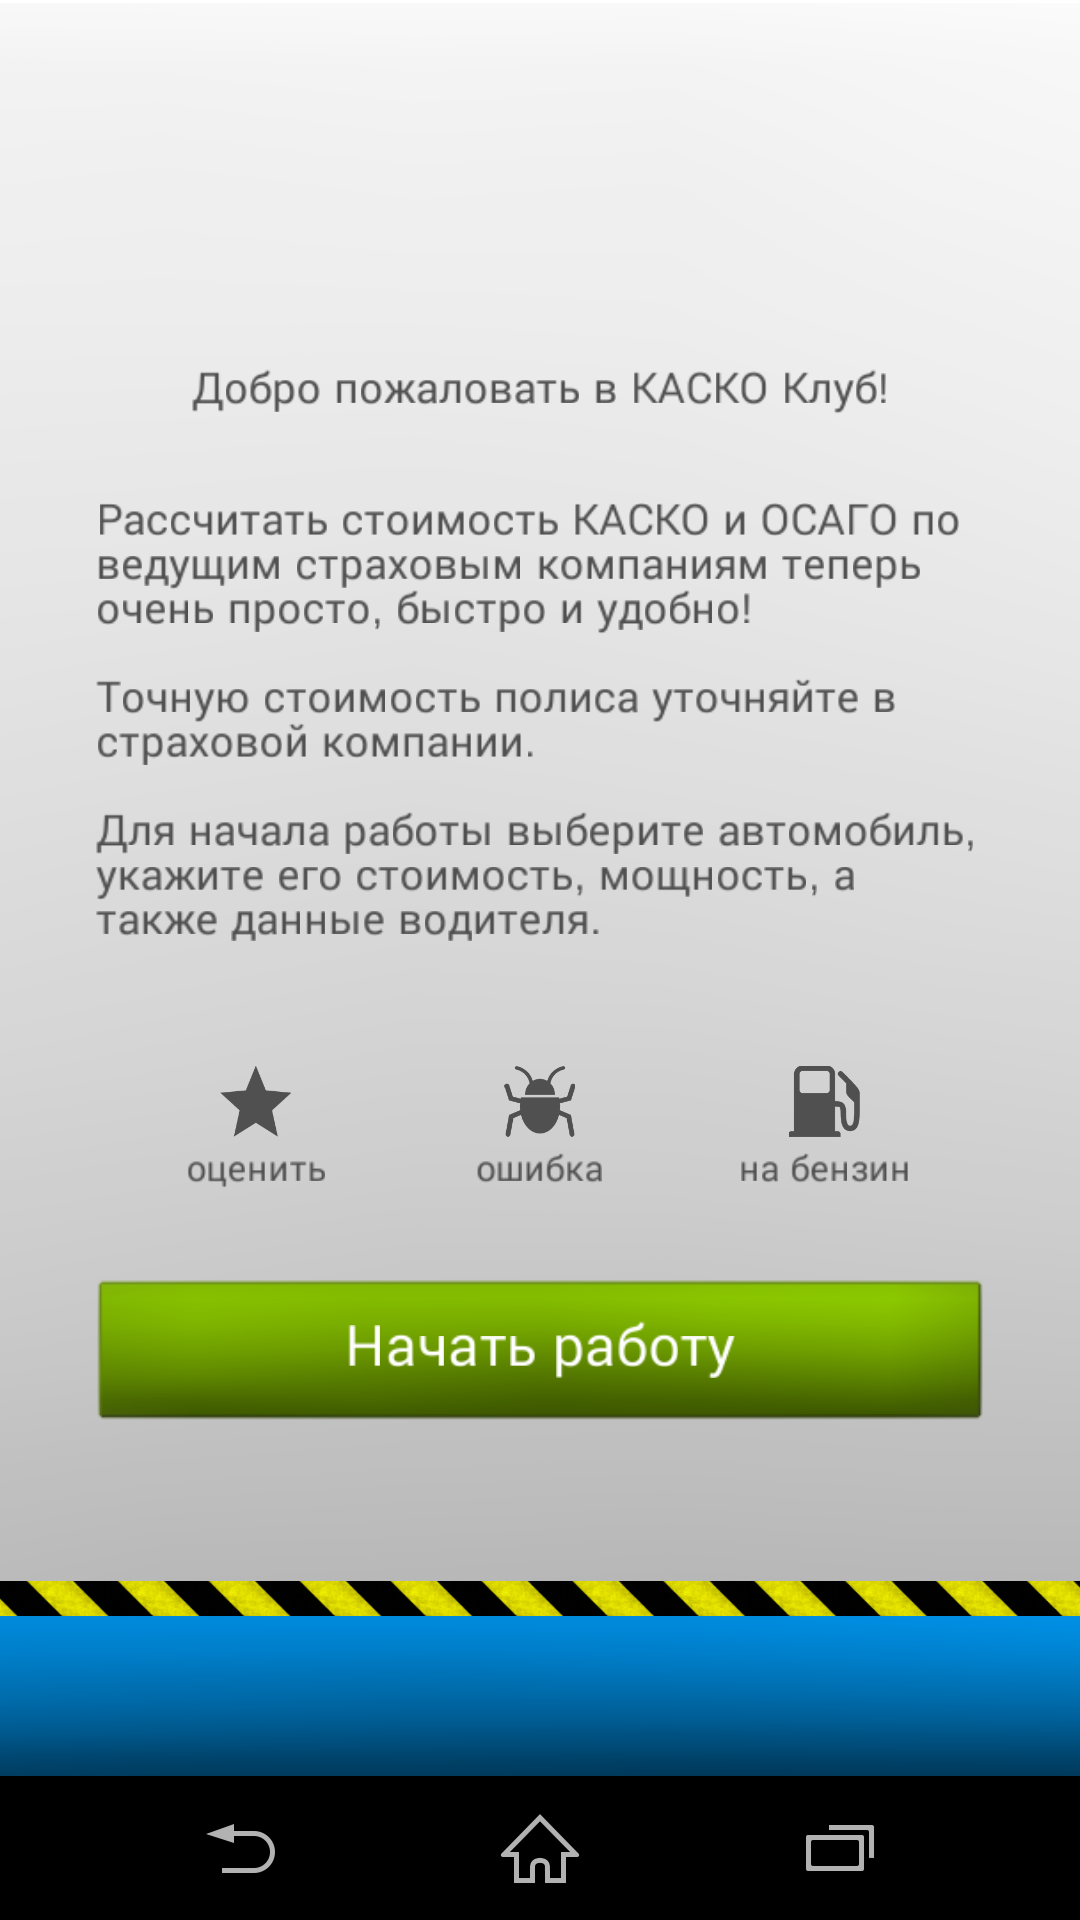 Добро пожаловать в КАСКО Клуб!
Рассчитать стоимость КАСКО и ОСАГО по
ведущим страховым компаниям теперь
очень просто, быстро и удобно!
Точную стоимость полиса уточняйте в
страховой компании.
Для начала работы выберите автомобиль,
укажите его стоимость, мощность, а
также данные водителя.
оценить ошибка на бензин
Начать работу